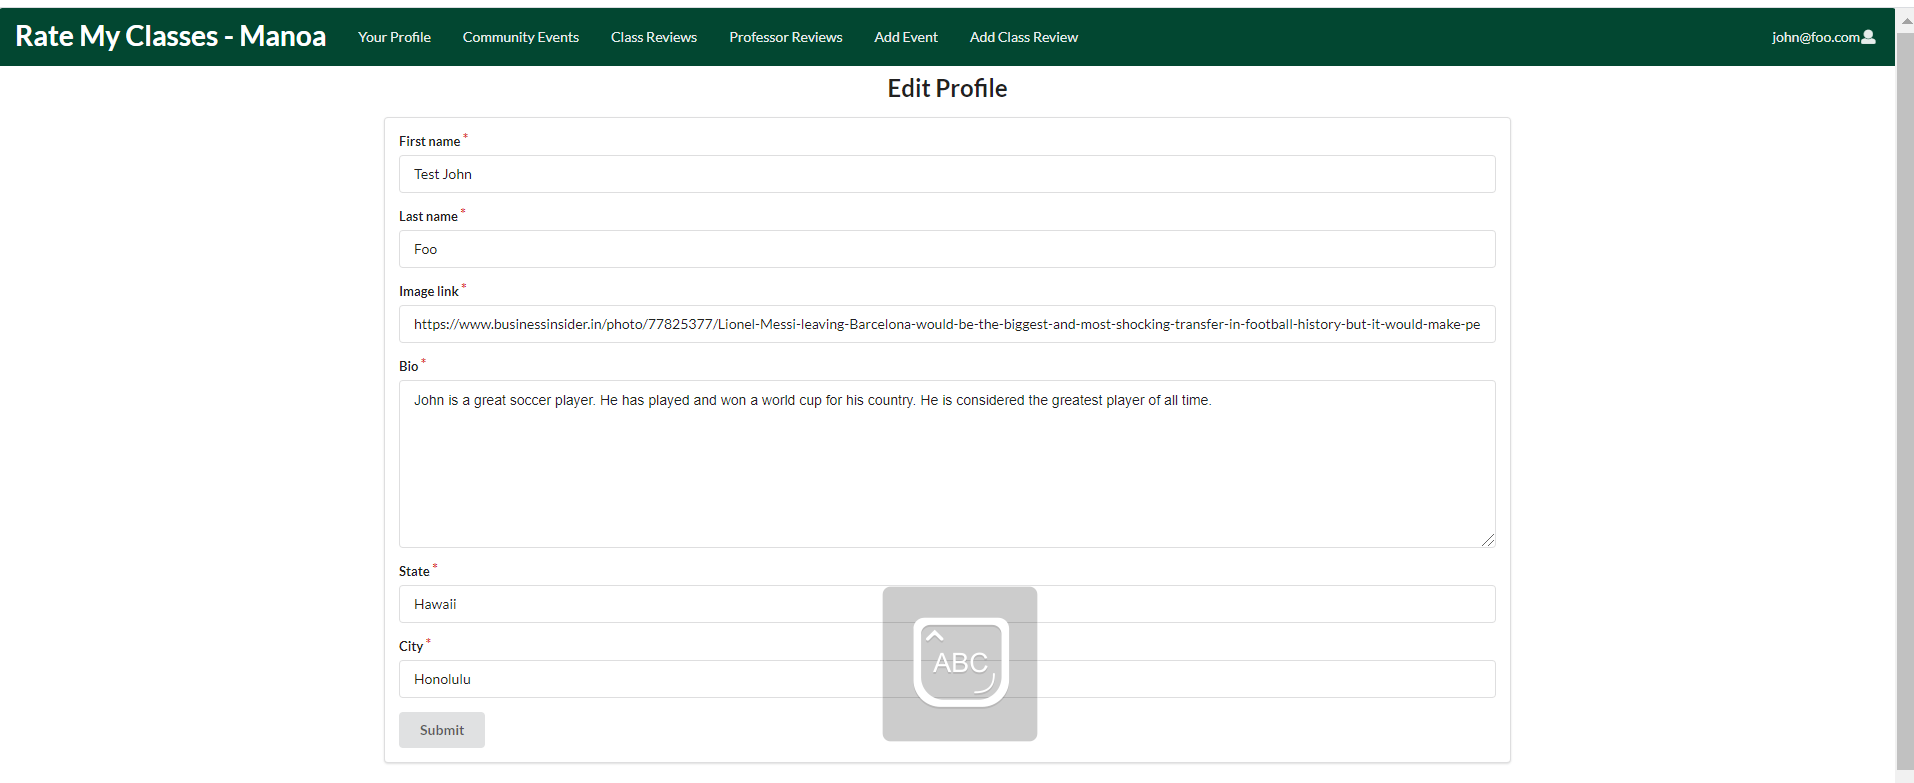 Rate My Classes - Manoa Your Profile Community Events Class Reviews Professor Reviews Add Event Add Class Review john@foo.com
Edit Profile
First name *
Test John
Last name *
Foo
Image link *
https://www.businessinsider.in/photo/77825377/Lionel-Messi-leaving-Barcelona-would-be-the-biggest-and-most-shocking-transfer-in-football-history-but-it-would-make-pe
Bio *
John is a great soccer player. He has played and won a world cup for his country. He is considered the greatest player of all time.
State *
Hawaii
City *
Honolulu
ABC
Submit